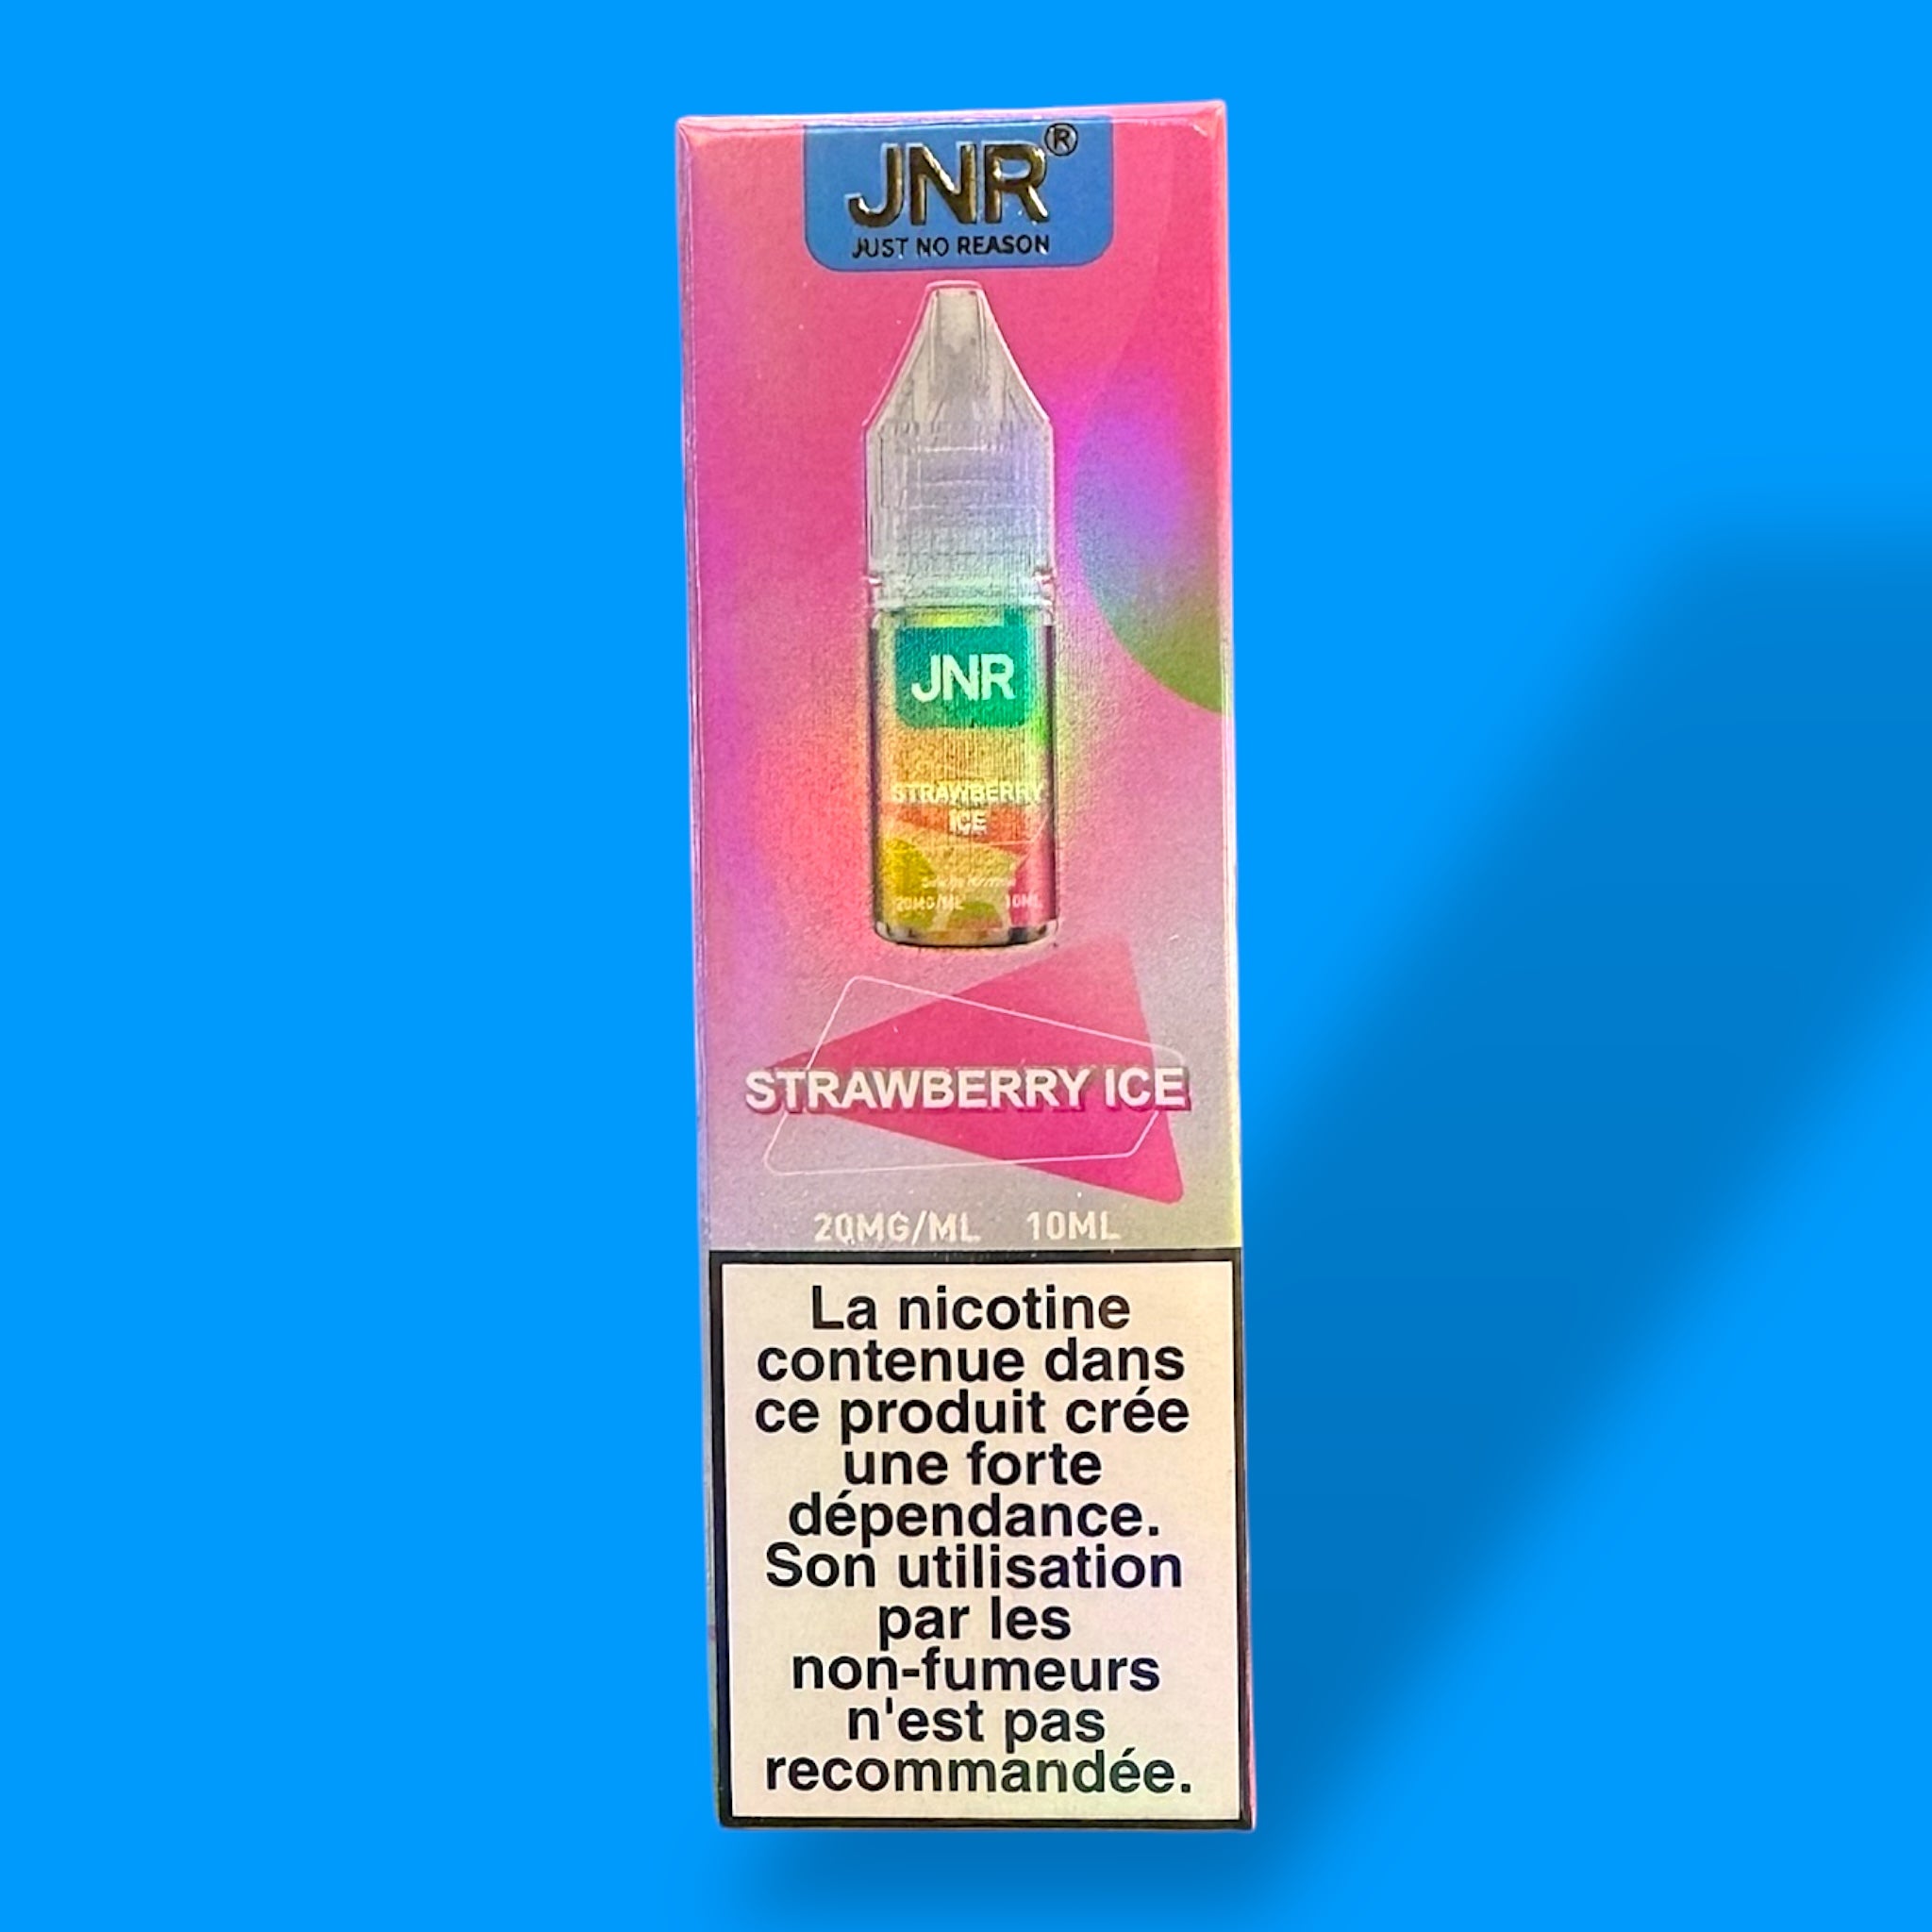 JNR®
JUST NO REASON
JNR
STRAWBERRY
ICE
20MG/ML 10ML
STRAWBERRY ICE
20MG/ML 10ML
La nicotine
contenue dans
ce produit crée
une forte
dépendance.
Son utilisation
par les
non-fumeurs
n'est pas
recommandée.